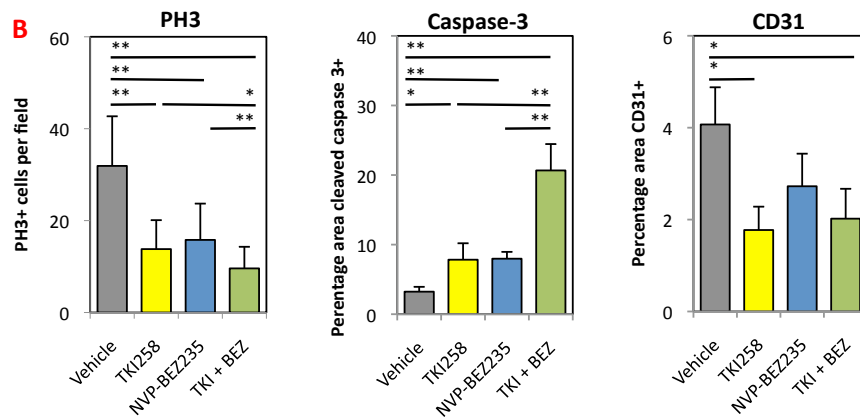 B
PH3
PH3+ cells per field
60
40
20
0
**
**
**
*
**
Vehicle
TKI258
NVP-BEZ235
TKI + BEZ
Caspase-3
Perentage area cleaved caspase 3+
40
30
20
10
0
**
**
*
**
**
Vehicle
TKI258
NVP-BEZ235
TKI + BEZ
CD31
Percentage area CD31+
6
4
2
0
*
*
Vehicle
TKI258
NVP-BEZ235
TKI + BEZ